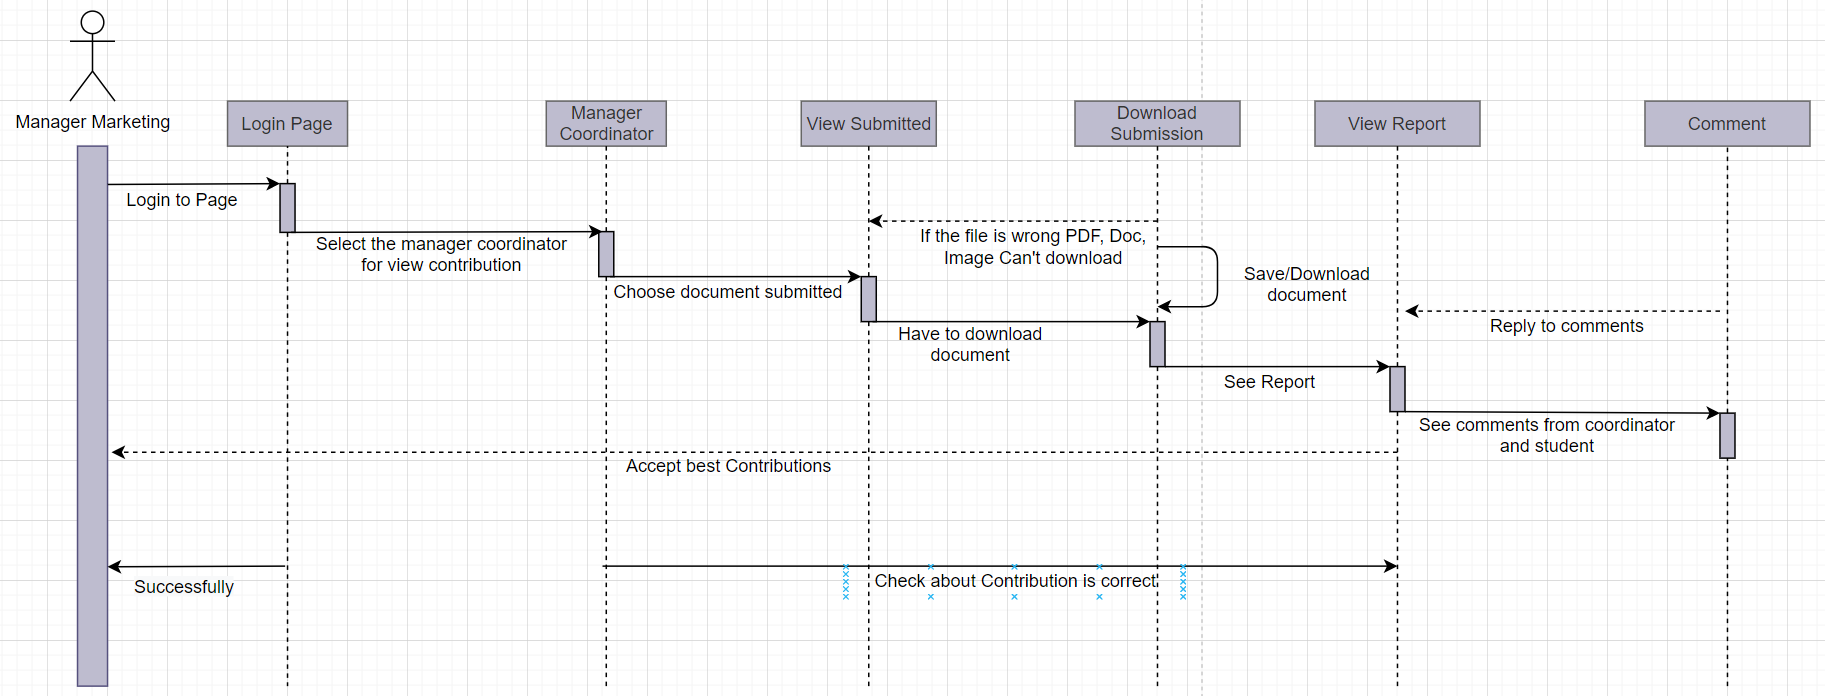 Manager Marketing
Login Page
Manager
Coordinator
View Submitted
Download
Submission
View Report
Comment
Login to Page
Select the manager coordinator
for view contribution
Choose document submitted
If the file is wrong PDF, Doc,
Image Can't download
Save/Download
document
Have to download
document
Reply to comments
See Report
See comments from coordinator
and student
Accept best Contributions
Successfully
Check about Contribution is correct